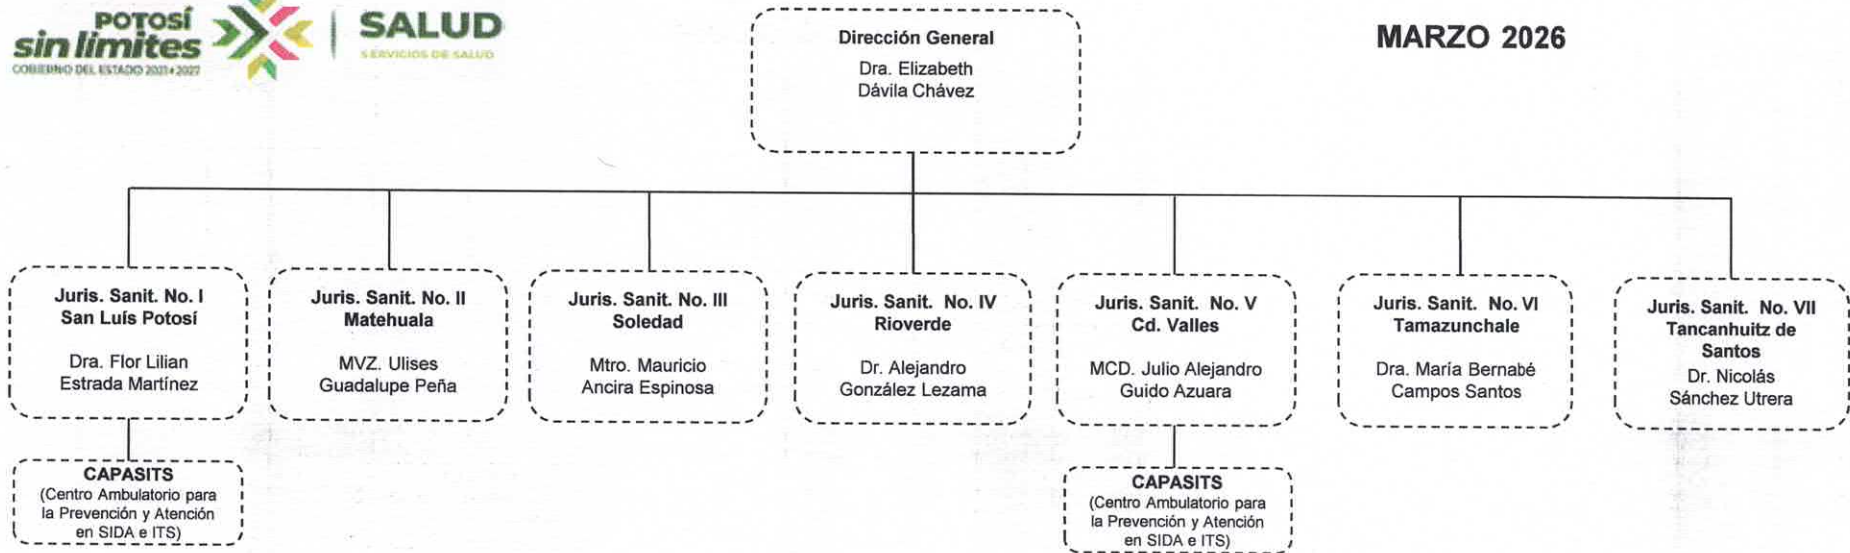 POTOSÍ
sin límites
GOBIERNO DEL ESTADO 2021•2027
SALUD
SERVICIOS DE SALUD
MARZO 2026
Dirección General
Dra. Elizabeth
Dávila Chávez
Juris. Sanit. No. I
San Luís Potosí
Dra. Flor Lilian
Estrada Martínez
Juris. Sanit. No. II
Matehuala
MVZ. Ulises
Guadalupe Peña
Juris. Sanit. No. III
Soledad
Mtro. Mauricio
Ancira Espinosa
Juris. Sanit. No. IV
Rioverde
Dr. Alejandro
González Lezama
Juris. Sanit. No. V
Cd. Valles
MCD. Julio Alejandro
Guido Azuara
Juris. Sanit. No. VI
Tamazunchale
Dra. María Bernabé
Campos Santos
Juris. Sanit. No. VII
Tancanhuitz de
Santos
Dr. Nicolás
Sánchez Utrera
CAPASITS
(Centro Ambulatorio para
la Prevención y Atención
en SIDA e ITS)
CAPASITS
(Centro Ambulatorio para
la Prevención y Atención
en SIDA e ITS)